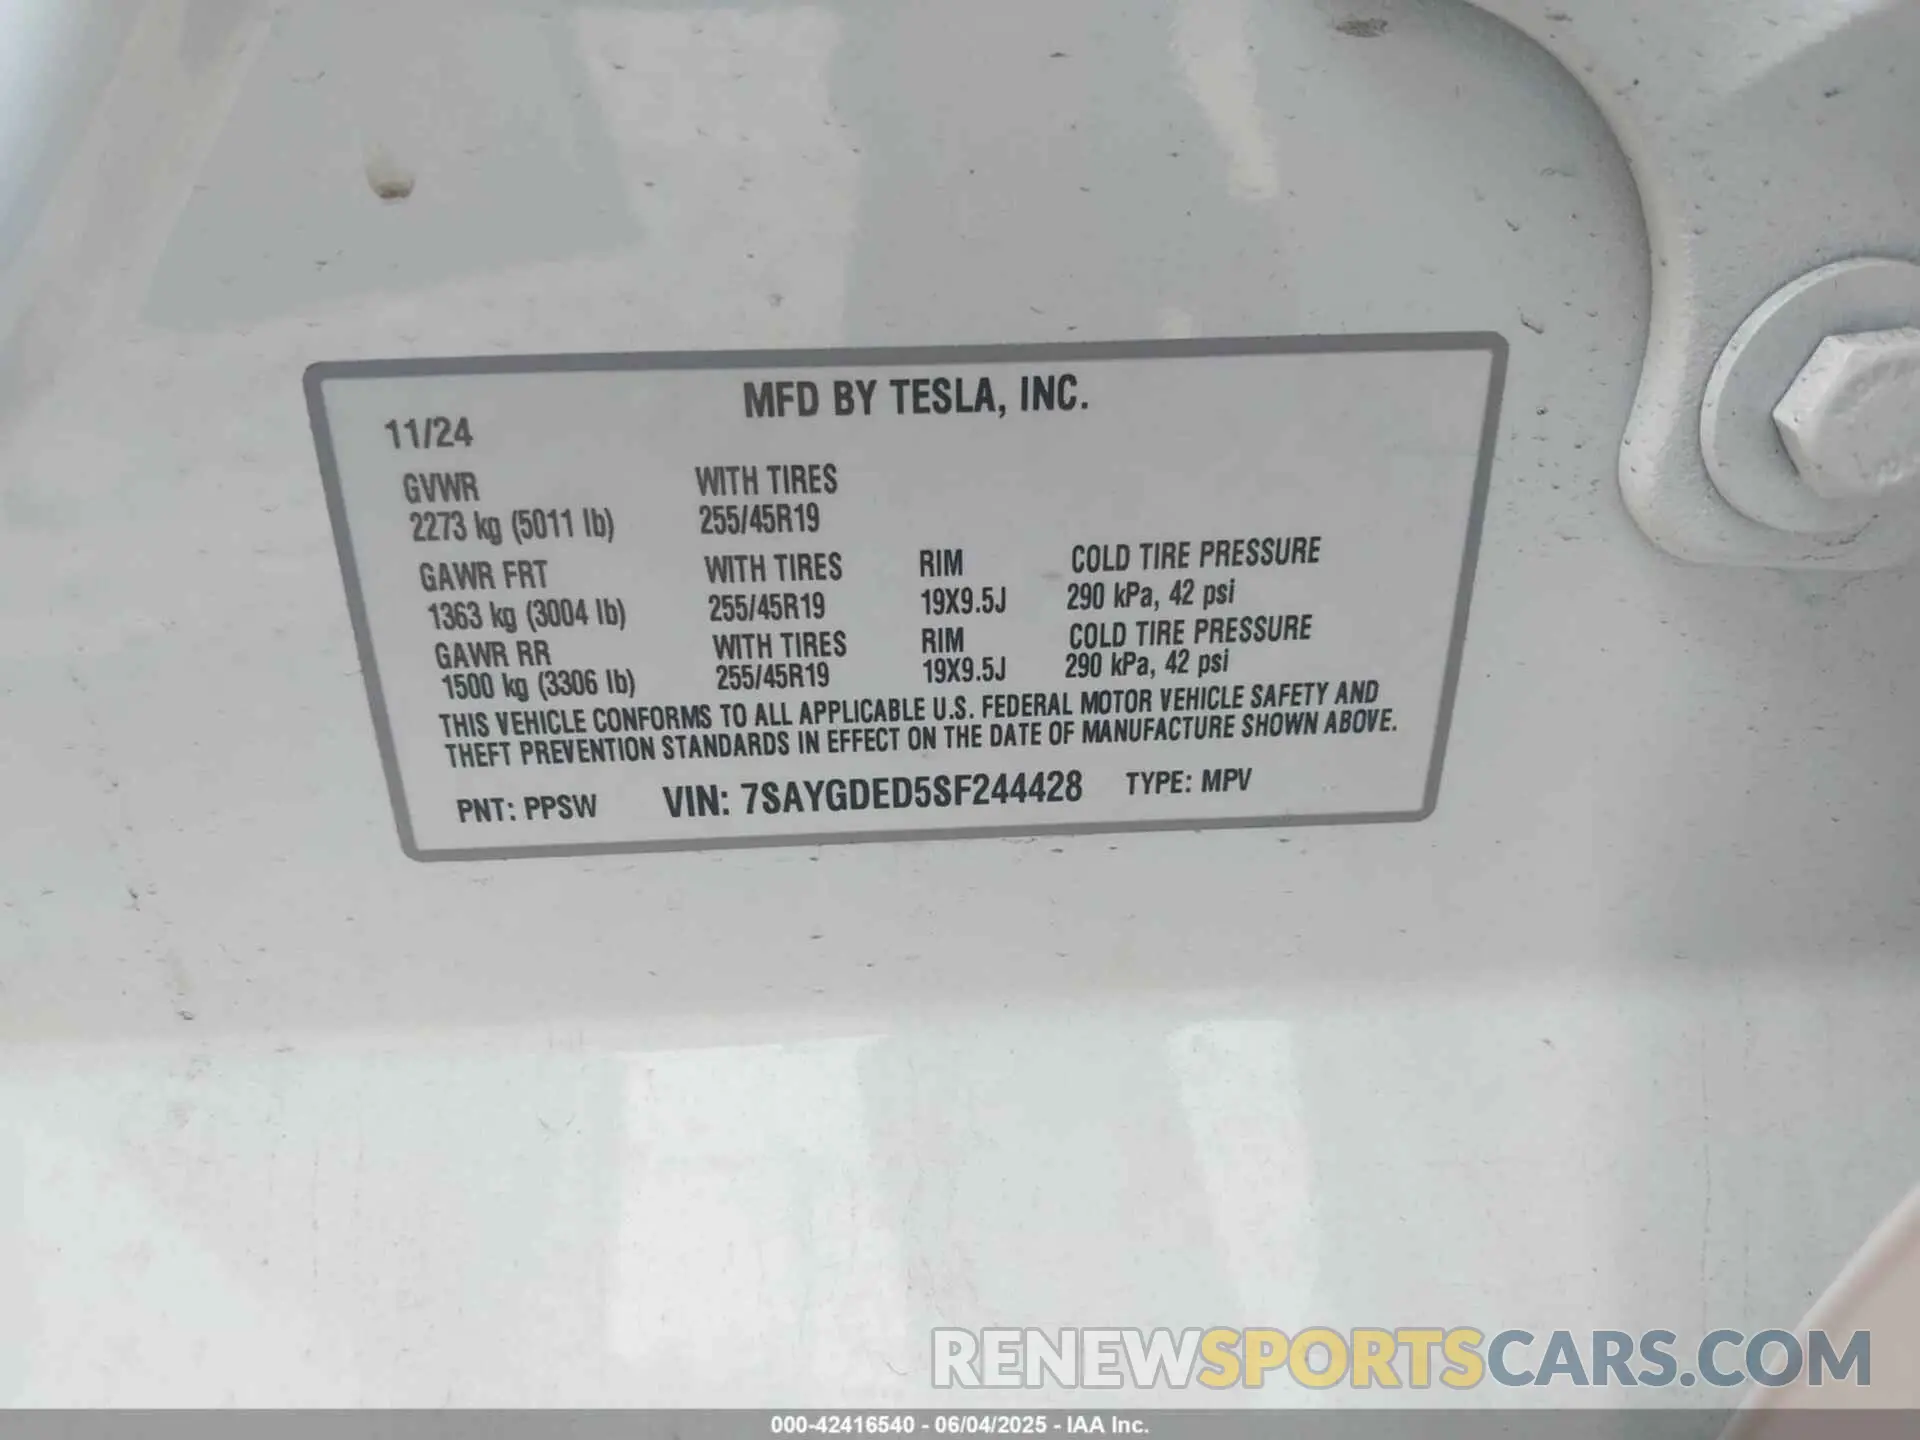 MFD BY TESLA, INC.
11/24
GVWR WITH TIRES
2273 kg (5011 lb) 255/45R19
GAWR FRT WITH TIRES RIM COLD TIRE PRESSURE
1363 kg (3004 lb) 255/45R19 19X9.5J 290 kPa, 42 psi
GAWR RR WITH TIRES RIM COLD TIRE PRESSURE
1500 kg (3306 lb) 255/45R19 19X9.5J 290 kPa, 42 psi
THIS VEHICLE CONFORMS TO ALL APPLICABLE U.S. FEDERAL MOTOR VEHICLE SAFETY AND
THEFT PREVENTION STANDARDS IN EFFECT ON THE DATE OF MANUFACTURE SHOWN ABOVE.
PNT: PPSW VIN: 7SAYGDED5SF244428 TYPE: MPV
RENEWSPORTSCARS.COM
000-42416540 - 06/04/2025 - IAA Inc.